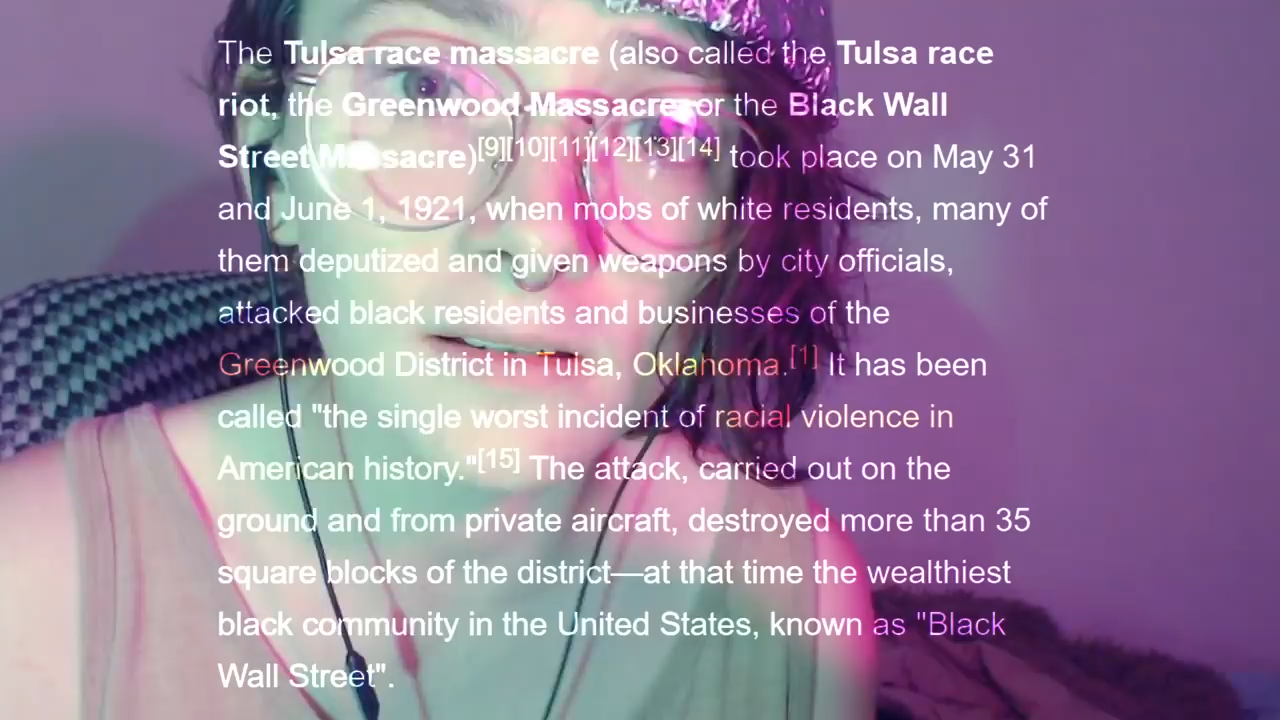 The Tulsa race massacre (also called the Tulsa race
riot, the Greenwood Massacre, or the Black Wall
Street Massacre)[9][10][11][12][13][14] took place on May 31
and June 1, 1921, when mobs of white residents, many of
them deputized and given weapons by city officials,
attacked black residents and businesses of the
Greenwood District in Tulsa, Oklahoma.[1] It has been
called "the single worst incident of racial violence in
American history."[15] The attack, carried out on the
ground and from private aircraft, destroyed more than 35
square blocks of the district—at that time the wealthiest
black community in the United States, known as "Black
Wall Street".